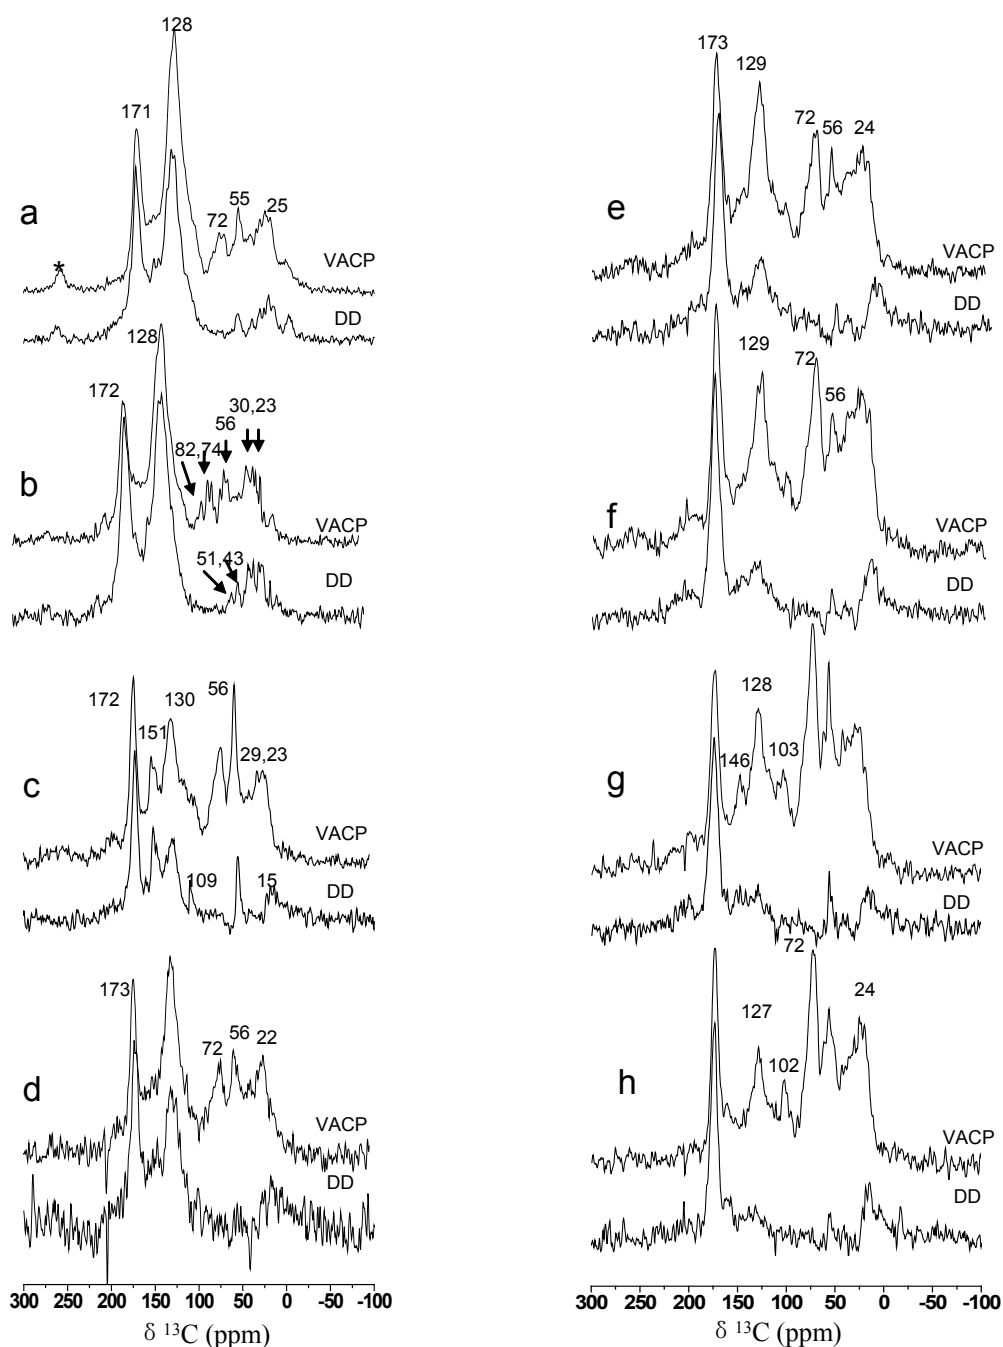 128
171
a
72
55
25
*
VACP
DD
128
172
56
30,23
82,74
b
VACP
51,43
DD
172
151
130
56
29,23
c
VACP
109
15
DD
173
72
56
22
d
VACP
DD
300 250 200 150 100 50 0 -50 -100
δ ¹³C (ppm)
173
129
72
56
24
e
VACP
DD
129
72
56
f
VACP
DD
128
146
103
g
VACP
DD
72
127
102
24
h
VACP
DD
300 250 200 150 100 50 0 -50 -100
δ ¹³C (ppm)